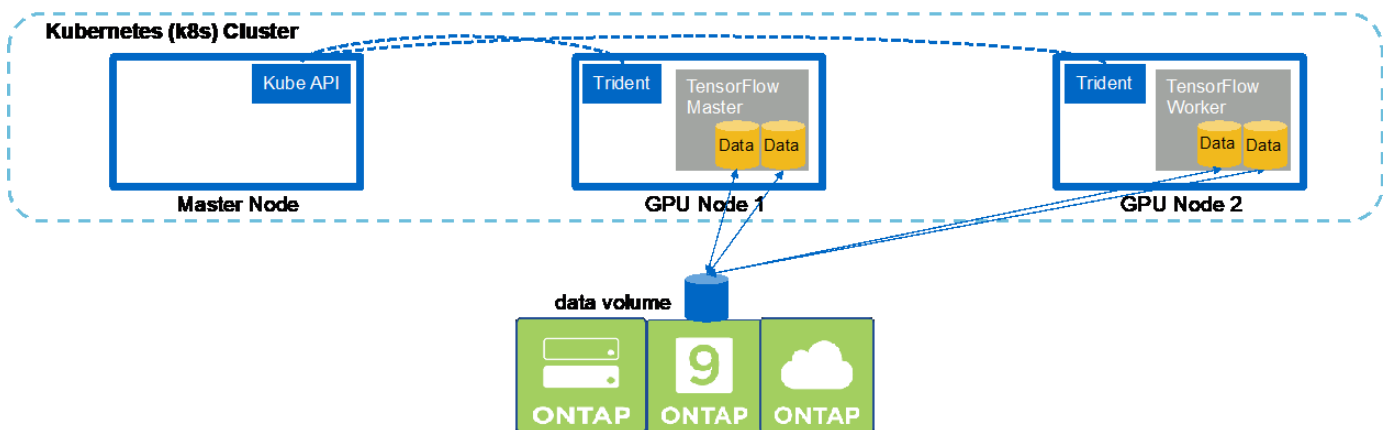 Kubernetes (k8s) Cluster
Kube API
Trident
TensorFlow
Master
Data Data
Trident
TensorFlow
Worker
Data Data
Master Node
GPU Node 1
GPU Node 2
data volume
9
ONTAP
ONTAP
ONTAP